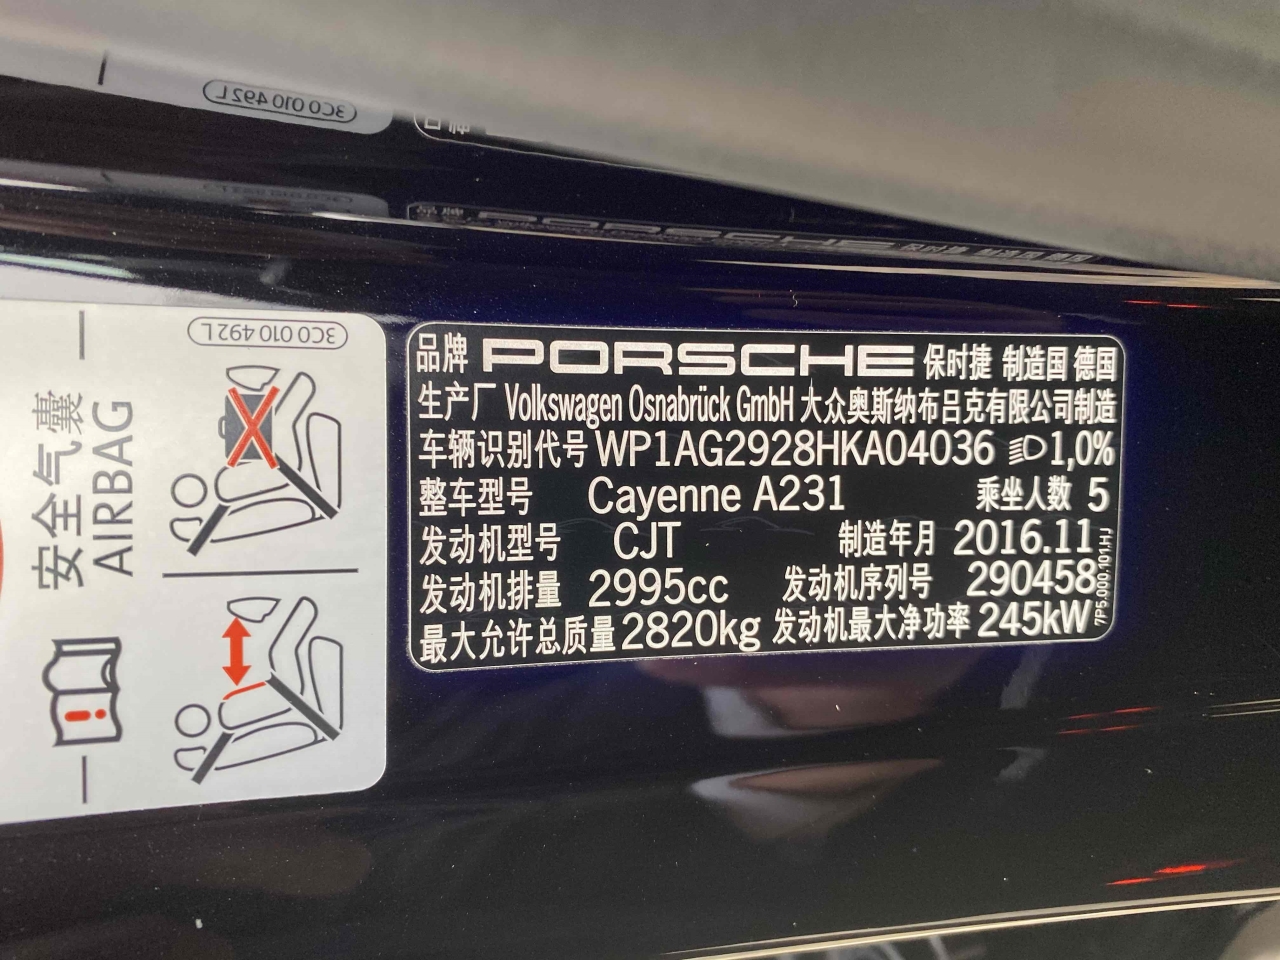 3C0 010 492 L
3C0 010 492 L
安全气囊
AIRBAG
品牌 PORSCHE 保时捷 制造国 德国
生产厂 Volkswagen Osnabrück GmbH 大众奥斯纳布吕克有限公司制造
车辆识别代号 WP1AG2928HKA04036 1,0%
整车型号 Cayenne A231 乘坐人数 5
发动机型号 CJT 制造年月 2016.11
发动机排量 2995cc 发动机序列号 290458
最大允许总质量 2820kg 发动机最大净功率 245kW
7P5.000.101.HJ